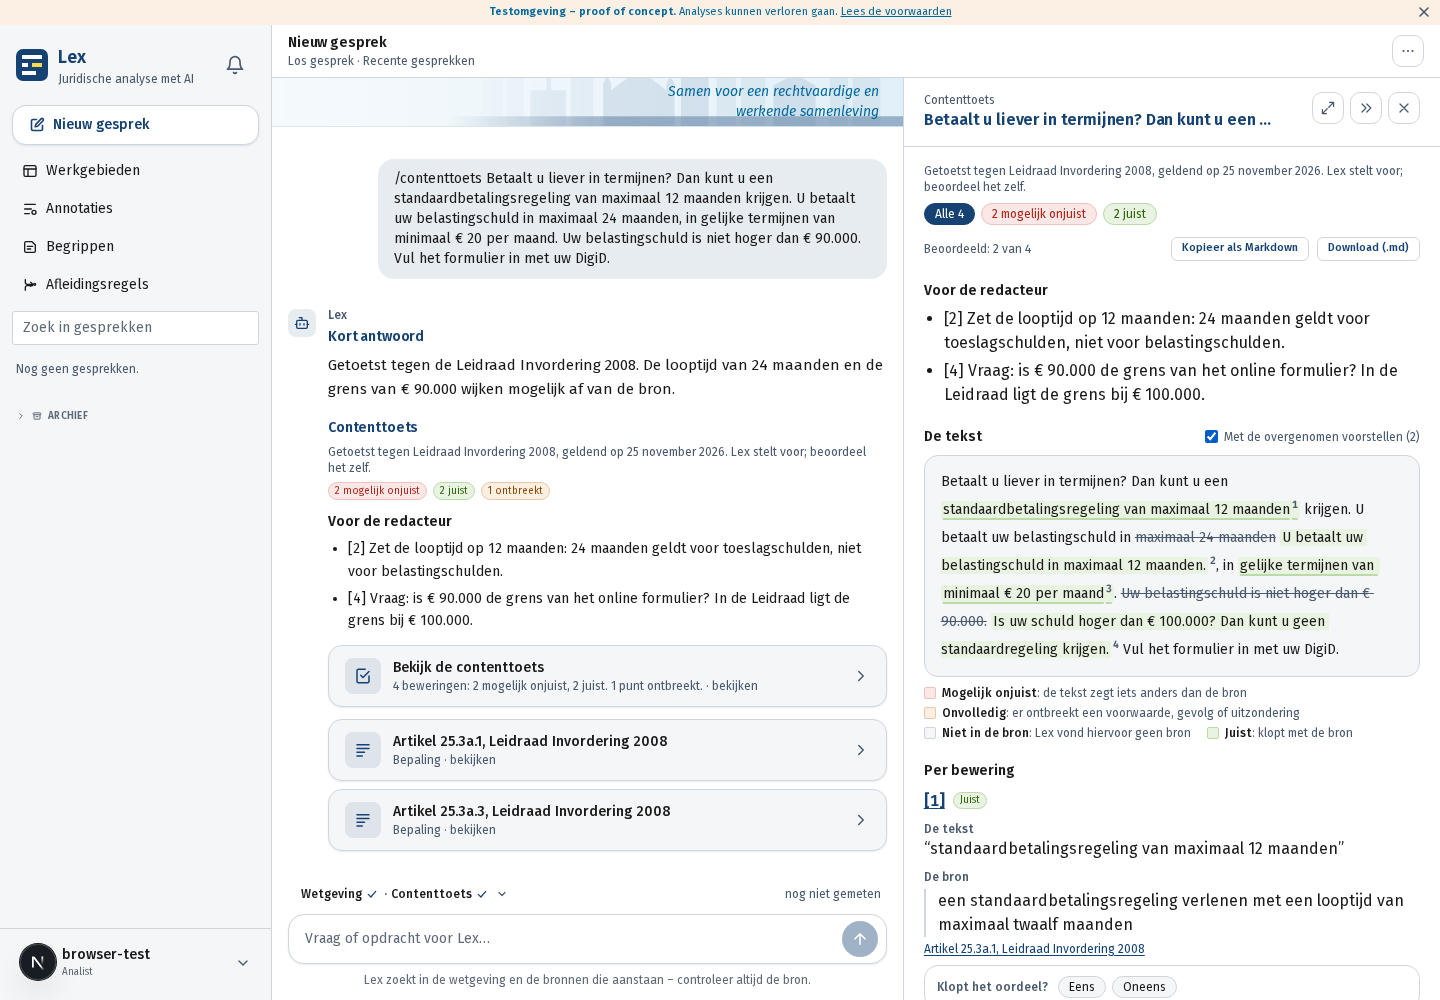 Testomgeving – proof of concept. Analyses kunnen verloren gaan. Lees de voorwaarden
Lex
Juridische analyse met AI
Nieuw gesprek
Werkgebieden
Annotaties
Begrippen
Afleidingsregels
Zoek in gesprekken
Nog geen gesprekken.
ARCHIEF
N
browser-test
Analist
Nieuw gesprek
Los gesprek · Recente gesprekken
Samen voor een rechtvaardige en
werkende samenleving
/contenttoets Betaalt u liever in termijnen? Dan kunt u een
standaardbetalingsregeling van maximaal 12 maanden krijgen. U betaalt
uw belastingschuld in maximaal 24 maanden, in gelijke termijnen van
minimaal € 20 per maand. Uw belastingschuld is niet hoger dan € 90.000.
Vul het formulier in met uw DigiD.
Lex
Kort antwoord
Getoetst tegen de Leidraad Invordering 2008. De looptijd van 24 maanden en de
grens van € 90.000 wijken mogelijk af van de bron.
Contenttoets
Getoetst tegen Leidraad Invordering 2008, geldend op 25 november 2026. Lex stelt voor; beoordeel
het zelf.
2 mogelijk onjuist
2 juist
1 ontbreekt
Voor de redacteur
• [2] Zet de looptijd op 12 maanden: 24 maanden geldt voor toeslagschulden, niet
voor belastingschulden.
• [4] Vraag: is € 90.000 de grens van het online formulier? In de Leidraad ligt de
grens bij € 100.000.
Bekijk de contenttoets
4 beweringen: 2 mogelijk onjuist, 2 juist. 1 punt ontbreekt. · bekijken
Artikel 25.3a.1, Leidraad Invordering 2008
Bepaling · bekijken
Artikel 25.3a.3, Leidraad Invordering 2008
Bepaling · bekijken
Wetgeving ✓ · Contenttoets ✓
nog niet gemeten
Vraag of opdracht voor Lex…
Lex zoekt in de wetgeving en de bronnen die aanstaan – controleer altijd de bron.
Contenttoets
Betaalt u liever in termijnen? Dan kunt u een ...
Getoetst tegen Leidraad Invordering 2008, geldend op 25 november 2026. Lex stelt voor;
beoordeel het zelf.
Alle 4
2 mogelijk onjuist
2 juist
Beoordeeld: 2 van 4
Kopieer als Markdown
Download (.md)
Voor de redacteur
• [2] Zet de looptijd op 12 maanden: 24 maanden geldt voor
toeslagschulden, niet voor belastingschulden.
• [4] Vraag: is € 90.000 de grens van het online formulier? In de
Leidraad ligt de grens bij € 100.000.
De tekst
Met de overgenomen voorstellen (2)
Betaalt u liever in termijnen? Dan kunt u een
standaardbetalingsregeling van maximaal 12 maanden 1 krijgen. U
betaalt uw belastingschuld in maximaal 24 maanden U betaalt uw
belastingschuld in maximaal 12 maanden. 2, in gelijke termijnen van
minimaal € 20 per maand 3. Uw belastingschuld is niet hoger dan €
90.000. Is uw schuld hoger dan € 100.000? Dan kunt u geen
standaardregeling krijgen. 4 Vul het formulier in met uw DigiD.
Mogelijk onjuist: de tekst zegt iets anders dan de bron
Onvolledig: er ontbreekt een voorwaarde, gevolg of uitzondering
Niet in de bron: Lex vond hiervoor geen bron
Juist: klopt met de bron
Per bewering
[1] Juist
De tekst
“standaardbetalingsregeling van maximaal 12 maanden”
De bron
een standaardbetalingsregeling verlenen met een looptijd van
maximaal twaalf maanden
Artikel 25.3a.1, Leidraad Invordering 2008
Klopt het oordeel?
Eens
Oneens